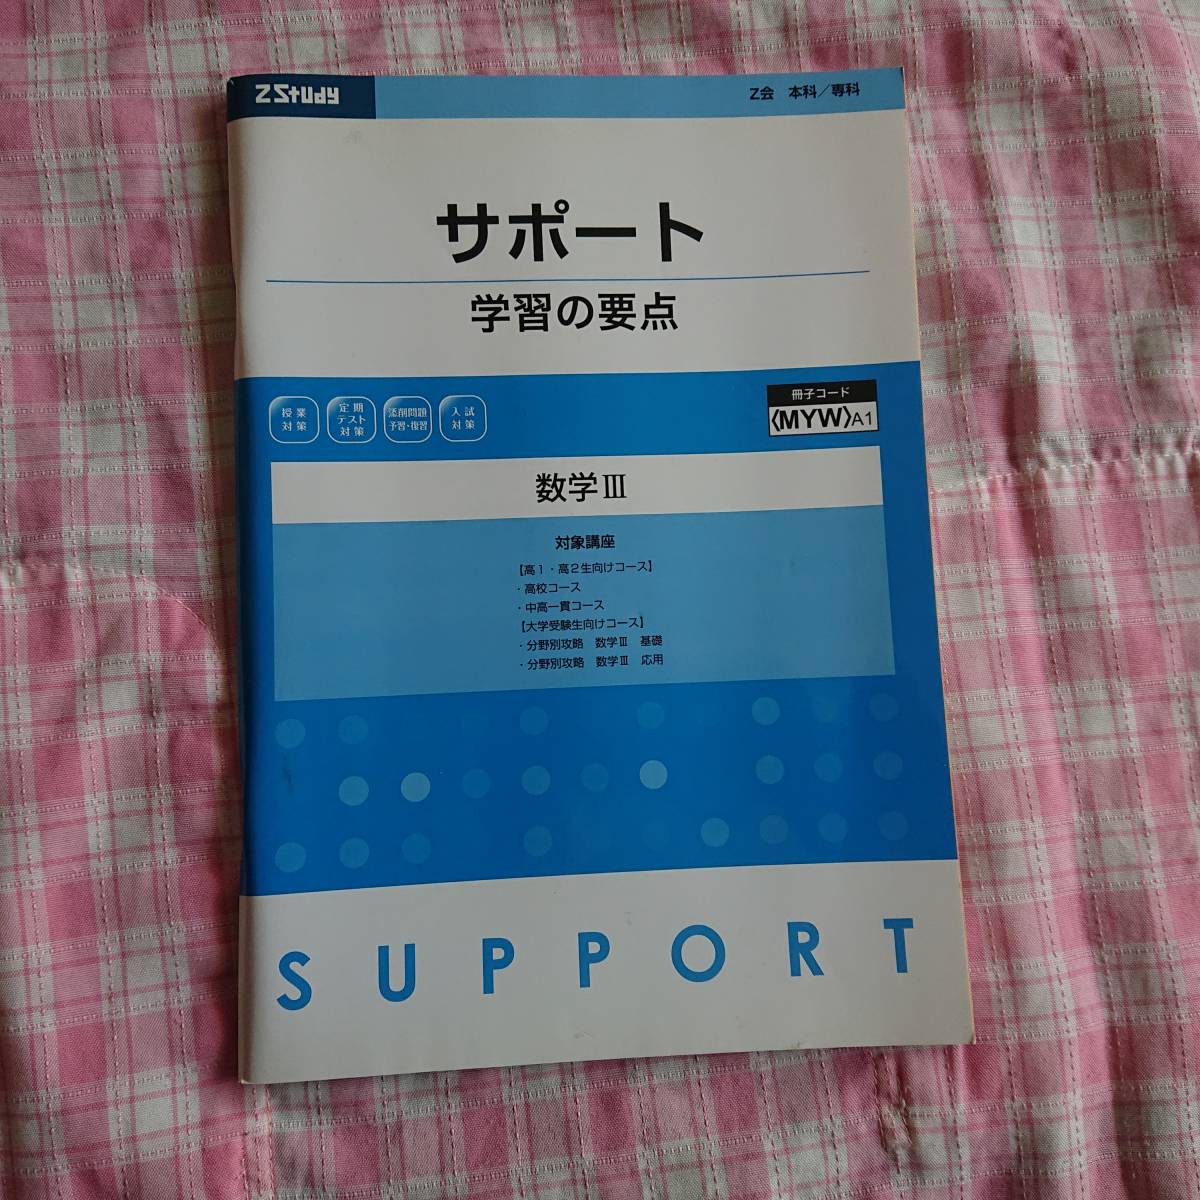 Z Study
Z会 本科/専科
サポート
学習の要点
授業
対策
定期
テスト
対策
添削問題
予習・復習
入試
対策
冊子コード
〈MYW〉A1
数学Ⅲ
対象講座
【高1・高2生向けコース】
・高校コース
・中高一貫コース
【大学受験生向けコース】
・分野別攻略 数学Ⅲ 基礎
・分野別攻略 数学Ⅲ 応用
SUPPORT